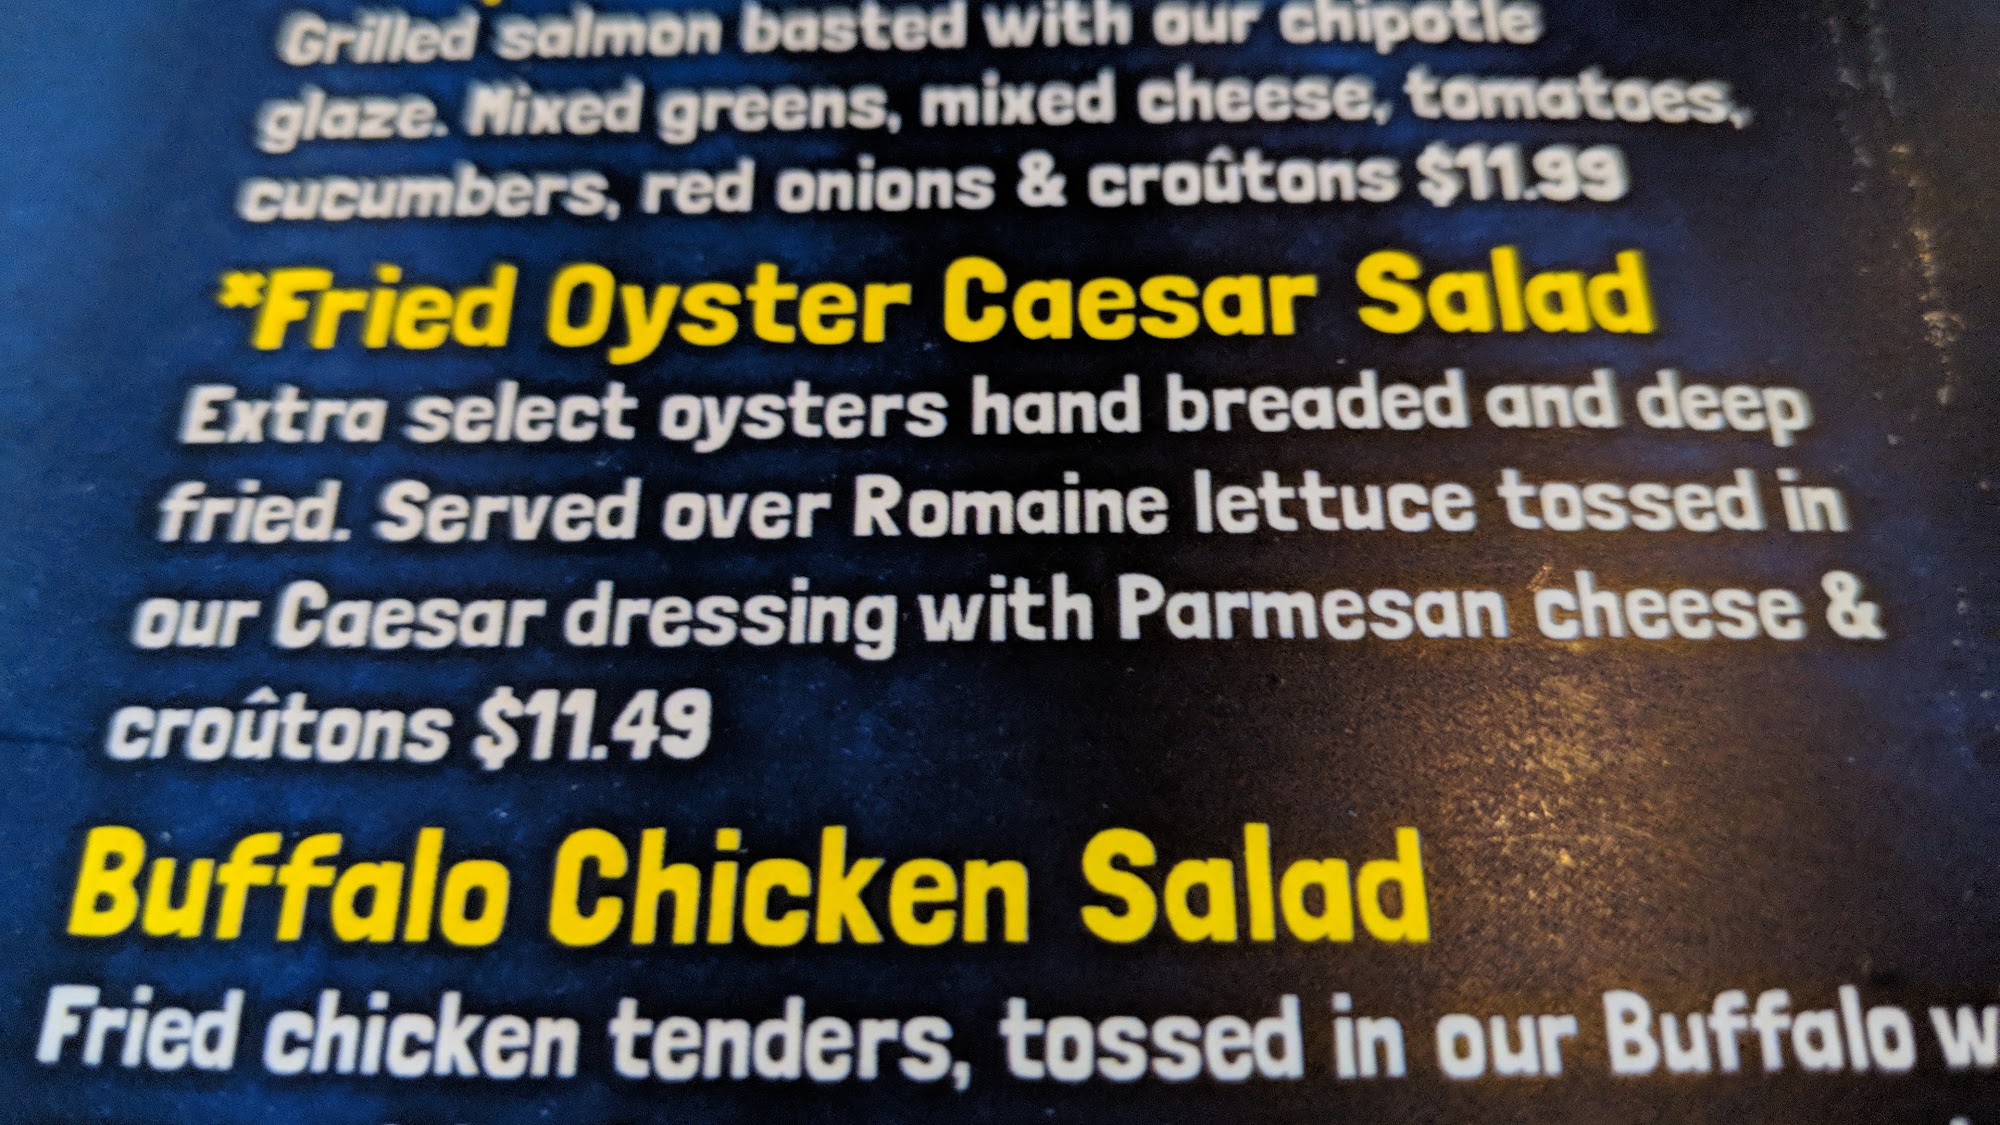 Grilled salmon basted with our chipotle
glaze. Mixed greens, mixed cheese, tomatoes,
cucumbers, red onions & croûtons $11.99
*Fried Oyster Caesar Salad
Extra select oysters hand breaded and deep
fried. Served over Romaine lettuce tossed in
our Caesar dressing with Parmesan cheese &
croûtons $11.49
Buffalo Chicken Salad
Fried chicken tenders, tossed in our Buffalo w